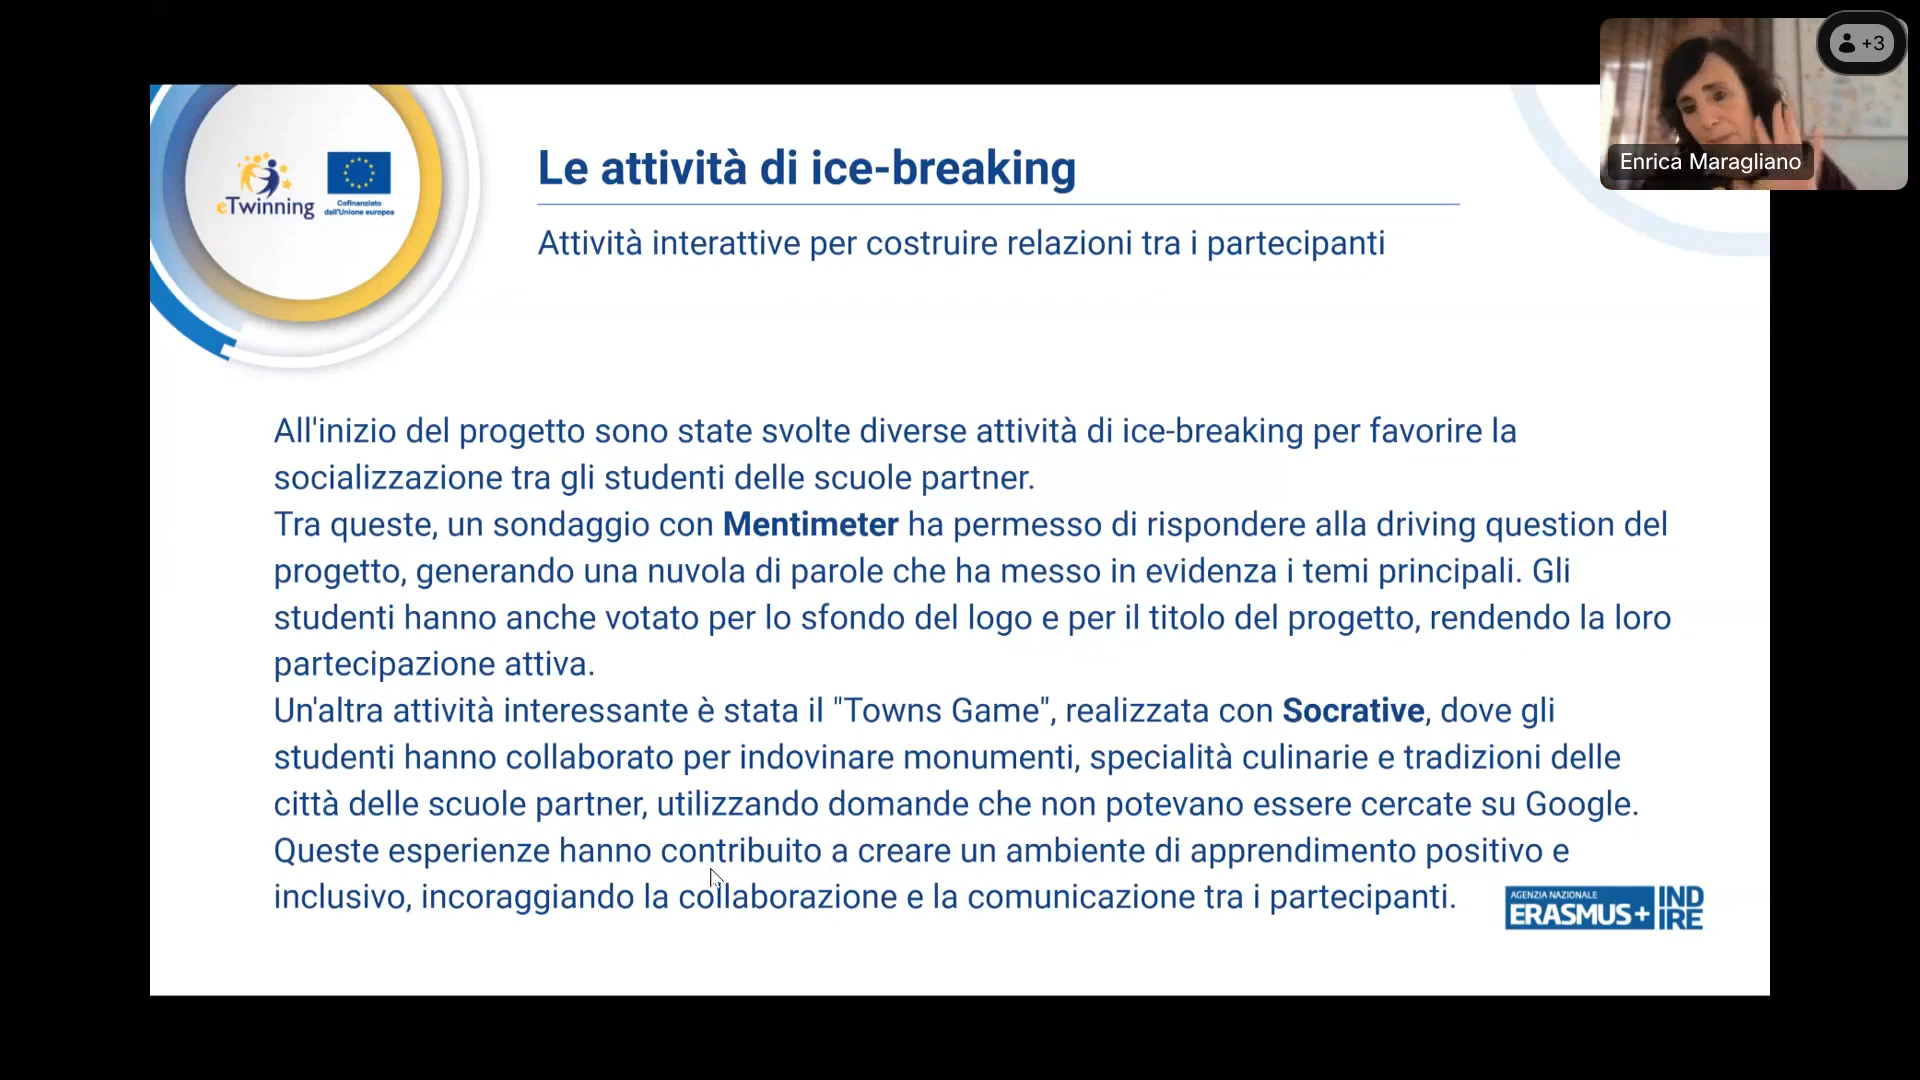 +3
Enrica Maragliano
eTwinning
Cofinanziato
dall'Unione europea
Le attività di ice-breaking
Attività interattive per costruire relazioni tra i partecipanti
All'inizio del progetto sono state svolte diverse attività di ice-breaking per favorire la
socializzazione tra gli studenti delle scuole partner.
Tra queste, un sondaggio con Mentimeter ha permesso di rispondere alla driving question del
progetto, generando una nuvola di parole che ha messo in evidenza i temi principali. Gli
studenti hanno anche votato per lo sfondo del logo e per il titolo del progetto, rendendo la loro
partecipazione attiva.
Un'altra attività interessante è stata il "Towns Game", realizzata con Socrative, dove gli
studenti hanno collaborato per indovinare monumenti, specialità culinarie e tradizioni delle
città delle scuole partner, utilizzando domande che non potevano essere cercate su Google.
Queste esperienze hanno contribuito a creare un ambiente di apprendimento positivo e
inclusivo, incoraggiando la collaborazione e la comunicazione tra i partecipanti.
AGENZIA NAZIONALE
ERASMUS+
IND
IRE